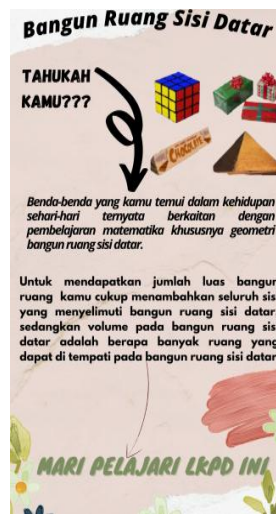 Bangun Ruang Sisi Datar
TAHUKAH
KAMU???
Benda-benda yang kamu temui dalam kehidupan
sehari-hari ternyata berkaitan dengan
pembelajaran matematika khususnya geometri
bangun ruang sisi datar.
Untuk mendapatkan jumlah luas bangun
ruang kamu cukup menambahkan seluruh sis
yang menyelimuti bangun ruang sisi datar
sedangkan volume pada bangun ruang sis
datar adalah berapa banyak ruang yang
dapat di tempati pada bangun ruang sisi datar
MARI PELAJARI LKPD INI